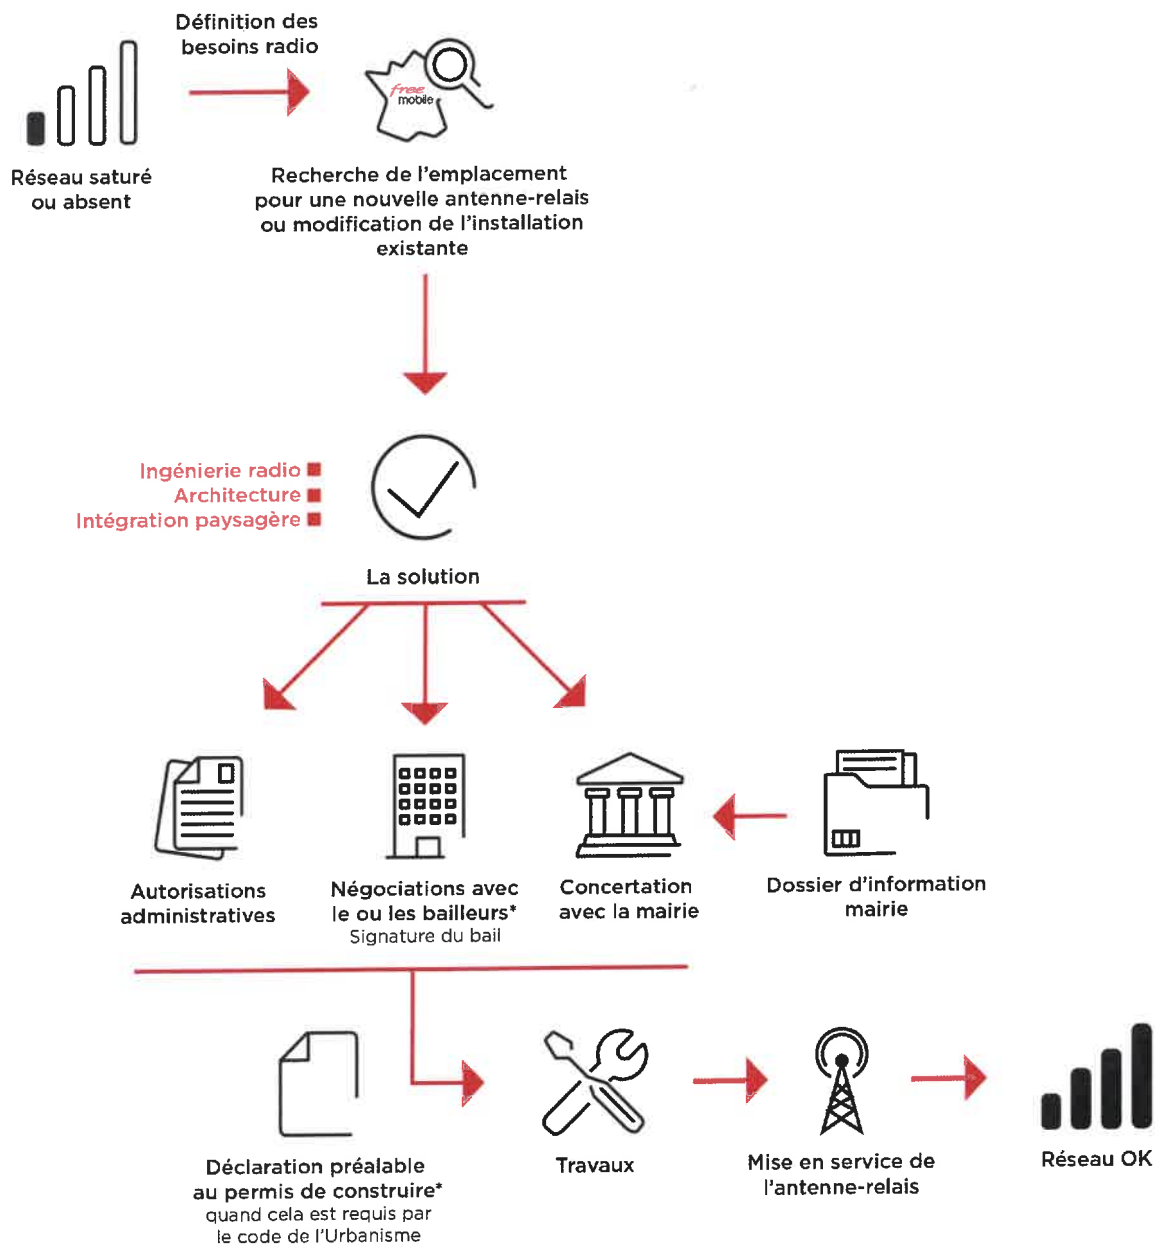 Définition des
besoins radio
free
mobile
Réseau saturé
ou absent
Recherche de l'emplacement
pour une nouvelle antenne-relais
ou modification de l'installation
existante
Ingénierie radio
Architecture
Intégration paysagère
La solution
Autorisations
administratives
Négociations avec
le ou les bailleurs*
Signature du bail
Concertation
avec la mairie
Dossier d'information
mairie
Déclaration préalable
au permis de construire*
quand cela est requis par
le code de l'Urbanisme
Travaux
Mise en service de
l'antenne-relais
Réseau OK